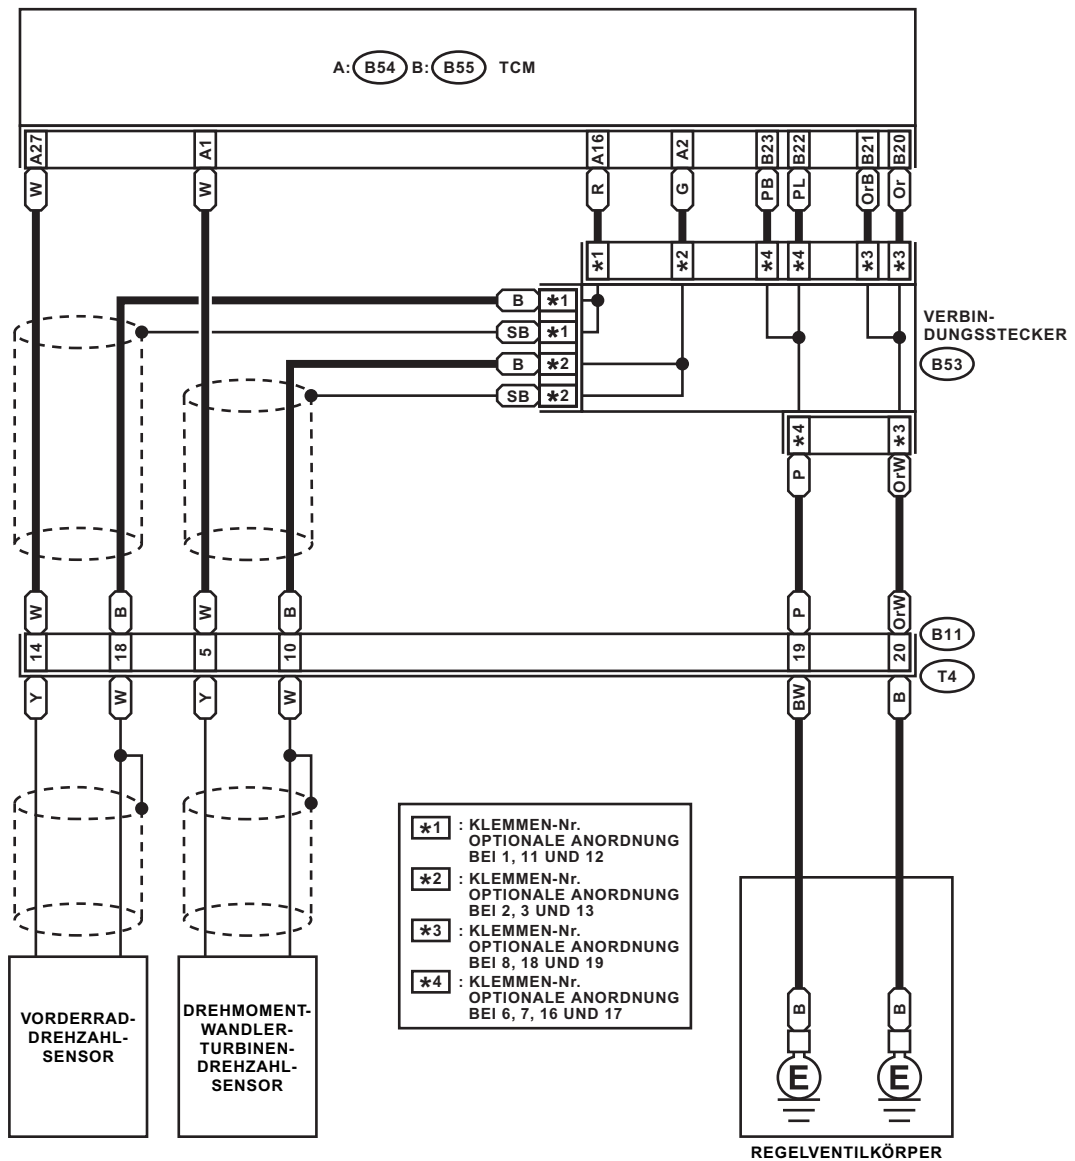 A: B54 B: B55 TCM
A27 A1 A16 A2 B23 B22 B21 B20
W W R G PB PL OrB Or
*1 *2 *4 *4 *3 *3
B *1
SB *1
B *2
SB *2
VERBIN-
DUNGSSTECKER
B53
*4 *3
P OrW
W B W B P OrW
B11
14 18 5 10 19 20
T4
Y W Y W BW B
*1 : KLEMMEN-Nr.
OPTIONALE ANORDNUNG
BEI 1, 11 UND 12
*2 : KLEMMEN-Nr.
OPTIONALE ANORDNUNG
BEI 2, 3 UND 13
*3 : KLEMMEN-Nr.
OPTIONALE ANORDNUNG
BEI 8, 18 UND 19
*4 : KLEMMEN-Nr.
OPTIONALE ANORDNUNG
BEI 6, 7, 16 UND 17
VORDERRAD-
DREHZAHL-
SENSOR
DREHMOMENT-
WANDLER-
TURBINEN-
DREHZAHL-
SENSOR
B B
E E
REGELVENTILKÖRPER